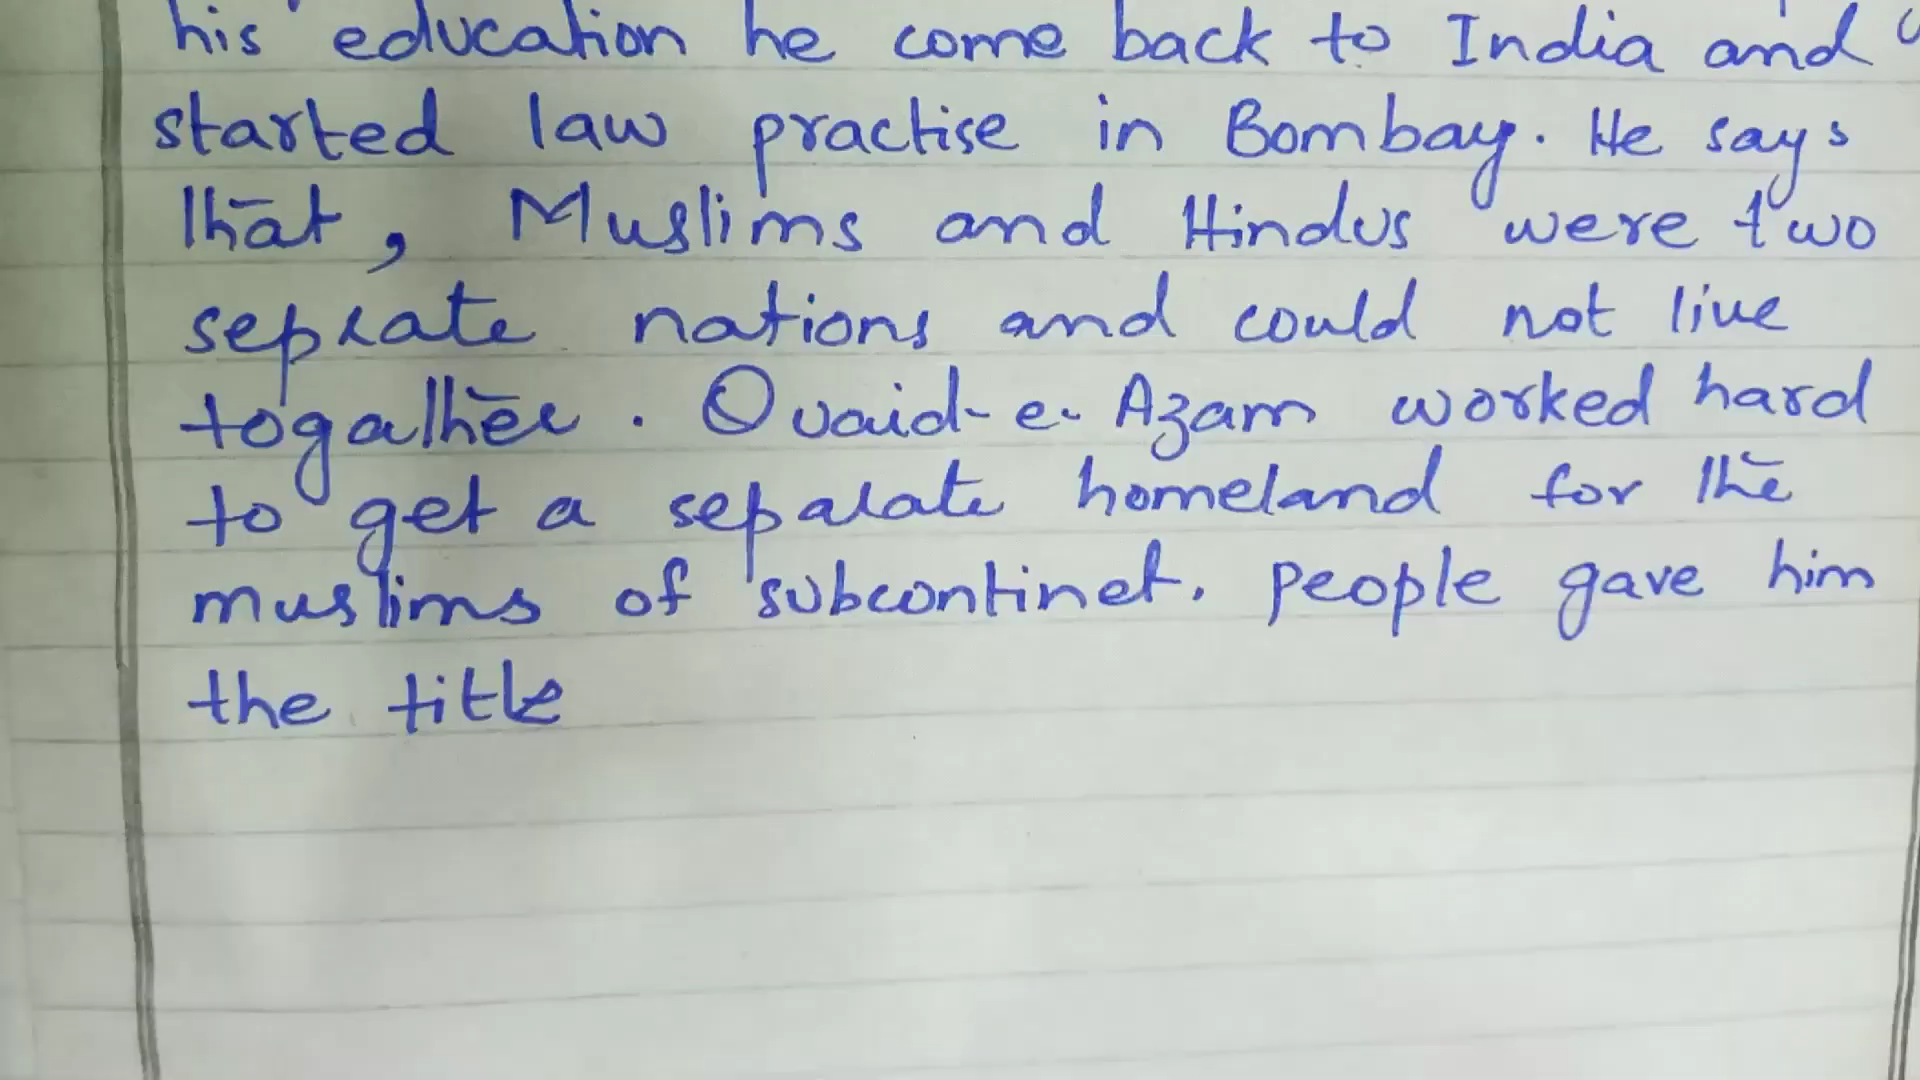 his education he come back to India and
started law practise in Bombay. He says
that, Muslims and Hindus were two
seprate nations and could not live
togather. Quaid-e-Azam worked hard
to get a separate homeland for the
muslims of subcontinet. People gave him
the title